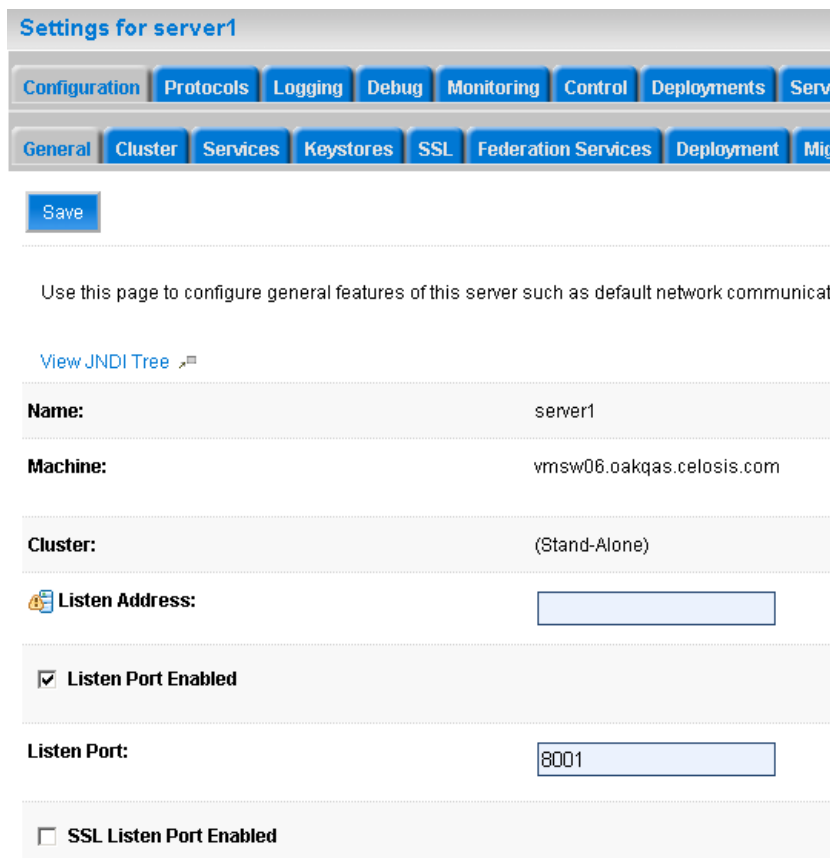 Settings for server1
Configuration Protocols Logging Debug Monitoring Control Deployments Serv
General Cluster Services Keystores SSL Federation Services Deployment Mig
Save
Use this page to configure general features of this server such as default network communicat
View JNDI Tree
Name: server1
Machine: vmsw06.oakqas.celosis.com
Cluster: (Stand-Alone)
Listen Address:
Listen Port Enabled
Listen Port: 8001
SSL Listen Port Enabled